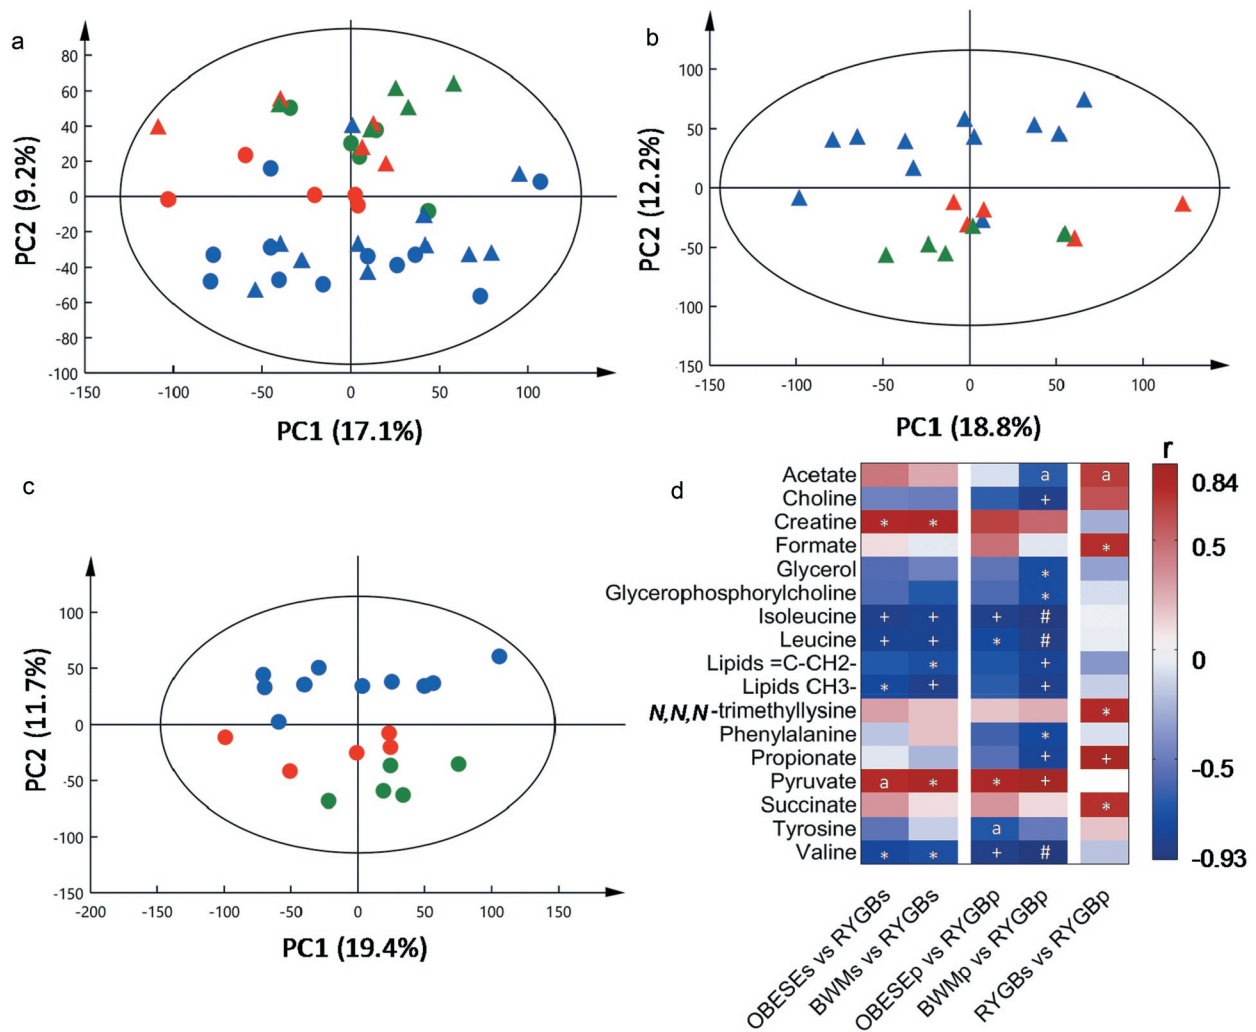 a
80
60
40
20
0
-20
-40
-60
-80
-100
-150
-100
-50
0
50
100
PC2 (9.2%)
PC1 (17.1%)
b
100
50
0
-50
-100
-150
-150
-100
-50
0
50
100
PC2 (12.2%)
PC1 (18.8%)
c
100
50
0
-50
-100
-150
-200
-150
-100
-50
0
50
100
150
PC2 (11.7%)
PC1 (19.4%)
d
r
Acetate a a
Choline +
Creatine * *
Formate *
Glycerol *
Glycerophosphorylcholine *
Isoleucine + + + #
Leucine + + * #
Lipids =C-CH2- * +
Lipids CH3- * + +
N,N,N-trimethyllysine *
Phenylalanine *
Propionate + +
Pyruvate a * * +
Succinate *
Tyrosine a
Valine * * + #
0.84
0.5
0
-0.5
-0.93
OBESEs vs RYGBs
BWMs vs RYGBs
OBESEp vs RYGBp
BWMp vs RYGBp
RYGBs vs RYGBp